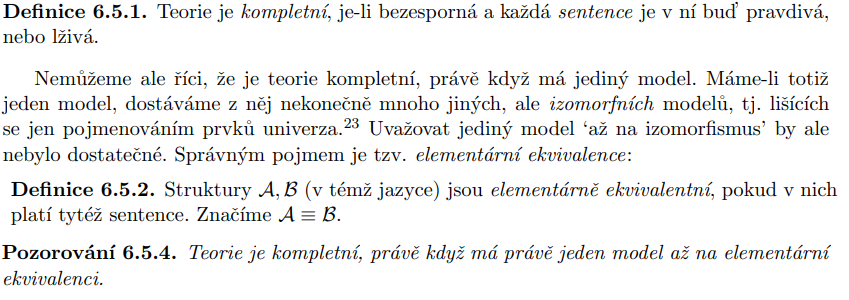 Definice 6.5.1. Teorie je kompletní, je-li bezesporná a každá sentence je v ní buď pravdivá,
nebo lživá.
Nemůžeme ale říci, že je teorie kompletní, právě když má jediný model. Máme-li totiž
jeden model, dostáváme z něj nekonečně mnoho jiných, ale izomorfních modelů, tj. lišících
se jen pojmenováním prvků univerza.²³ Uvažovat jediný model ‘až na izomorfismus’ by ale
nebylo dostatečné. Správným pojmem je tzv. elementární ekvivalence:
Definice 6.5.2. Struktury 𝒜, ℬ (v témž jazyce) jsou elementárně ekvivalentní, pokud v nich
platí tytéž sentence. Značíme 𝒜 ≡ ℬ.
Pozorování 6.5.4. Teorie je kompletní, právě když má právě jeden model až na elementární
ekvivalenci.